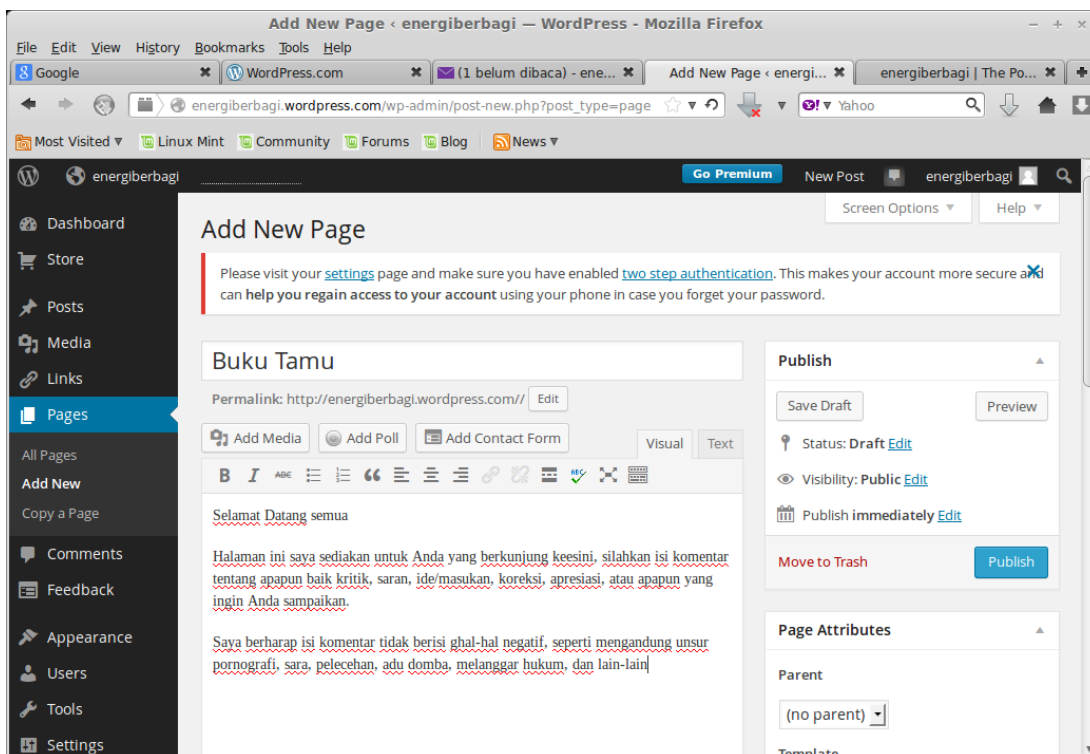 Add New Page ‹ energiberbagi — WordPress - Mozilla Firefox
File Edit View History Bookmarks Tools Help
Google WordPress.com (1 belum dibaca) - ene... Add New Page ‹ energi... energiberbagi | The Po...
energiberbagi.wordpress.com/wp-admin/post-new.php?post_type=page Yahoo
Most Visited Linux Mint Community Forums Blog News
energiberbagi Go Premium New Post energiberbagi
Screen Options Help
Dashboard
Store
Posts
Media
Links
Pages
All Pages
Add New
Copy a Page
Comments
Feedback
Appearance
Users
Tools
Settings
Add New Page
Please visit your settings page and make sure you have enabled two step authentication. This makes your account more secure and
can help you regain access to your account using your phone in case you forget your password.
Buku Tamu
Permalink: http://energiberbagi.wordpress.com// Edit
Add Media Add Poll Add Contact Form Visual Text
B I ABC ABC
Selamat Datang semua
Halaman ini saya sediakan untuk Anda yang berkunjung keesini, silahkan isi komentar
tentang apapun baik kritik, saran, ide/masukan, koreksi, apresiasi, atau apapun yang
ingin Anda sampaikan.
Saya berharap isi komentar tidak berisi ghal-hal negatif, seperti mengandung unsur
pornografi, sara, pelecehan, adu domba, melanggar hukum, dan lain-lain
Publish
Save Draft Preview
Status: Draft Edit
Visibility: Public Edit
Publish immediately Edit
Move to Trash Publish
Page Attributes
Parent
(no parent)
Template